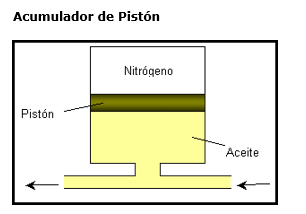 Acumulador de Pistón
Nitrógeno
Pistón
Aceite